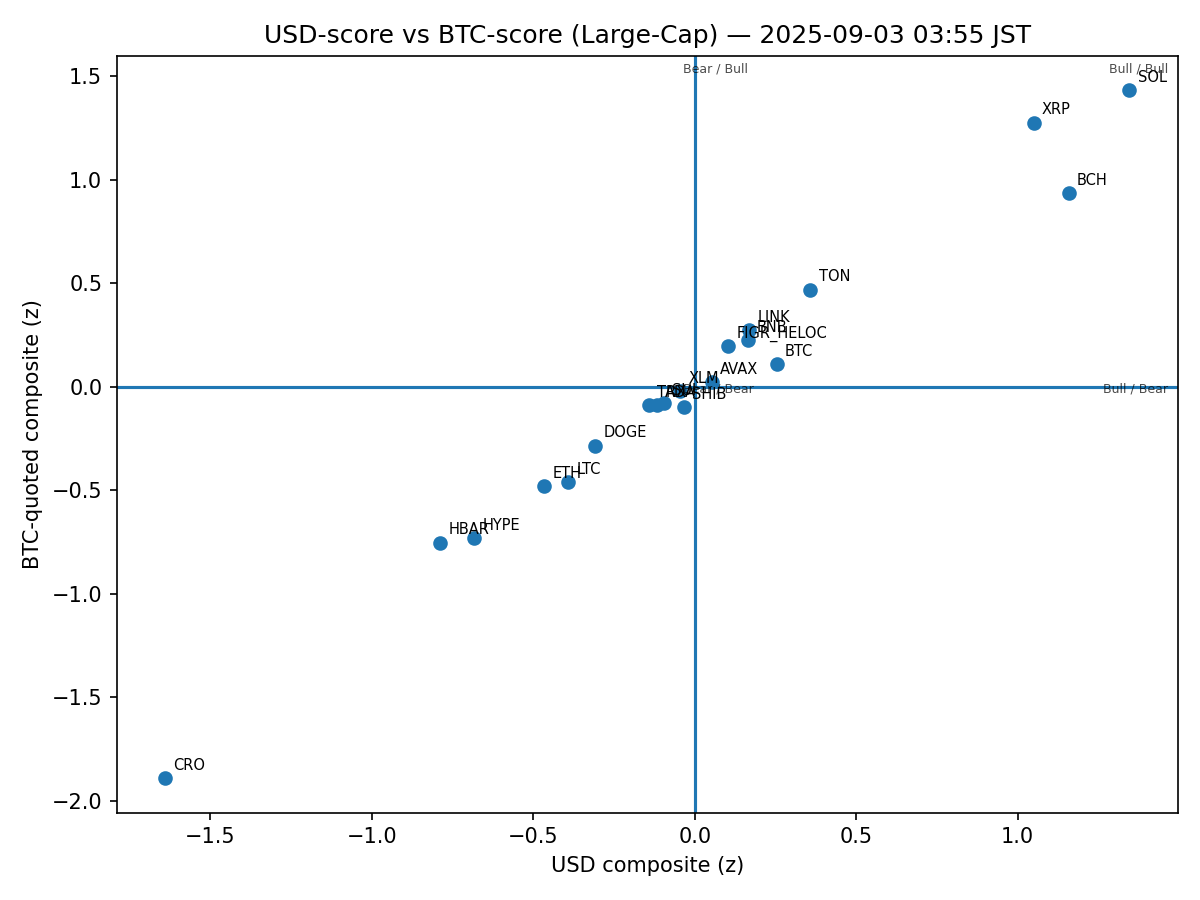 USD-score vs BTC-score (Large-Cap) — 2025-09-03 03:55 JST
Bear / Bull
Bull / Bull
SOL
XRP
BCH
TON
LINK
BNB
FIGR_HELOC
BTC
AVAX
XLM
SHIB
Bull / Bear
DOGE
ETH
LTC
HBAR
HYPE
CRO
1.5
1.0
0.5
0.0
−0.5
−1.0
−1.5
−2.0
−1.5
−1.0
−0.5
0.0
0.5
1.0
USD composite (z)
BTC-quoted composite (z)